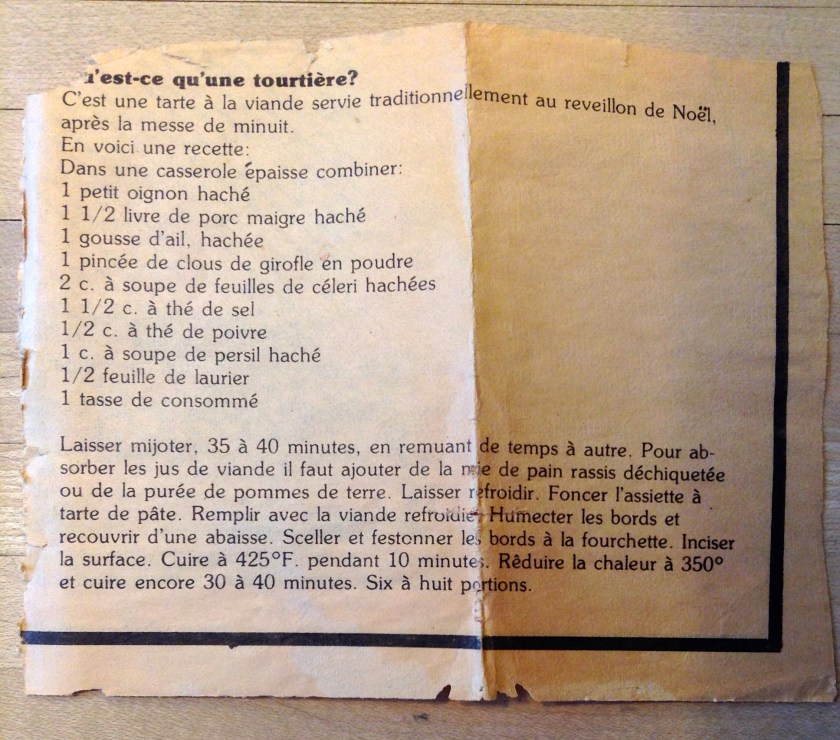 u'est-ce qu'une tourtière?
C'est une tarte à la viande servie traditionnellement au reveillon de Noël,
après la messe de minuit.
En voici une recette:
Dans une casserole épaisse combiner:
1 petit oignon haché
1 1/2 livre de porc maigre haché
1 gousse d'ail, hachée
1 pincée de clous de girofle en poudre
2 c. à soupe de feuilles de céleri hachées
1 1/2 c. à thé de sel
1/2 c. à thé de poivre
1 c. à soupe de persil haché
1/2 feuille de laurier
1 tasse de consommé
Laisser mijoter, 35 à 40 minutes, en remuant de temps à autre. Pour ab-
sorber les jus de viande il faut ajouter de la mie de pain rassis déchiquetée
ou de la purée de pommes de terre. Laisser refroidir. Foncer l'assiette à
tarte de pâte. Remplir avec la viande refroidie. Humecter les bords et
recouvrir d'une abaisse. Sceller et festonner les bords à la fourchette. Inciser
la surface. Cuire à 425°F. pendant 10 minutes. Rêduire la chaleur à 350°
et cuire encore 30 à 40 minutes. Six à huit portions.